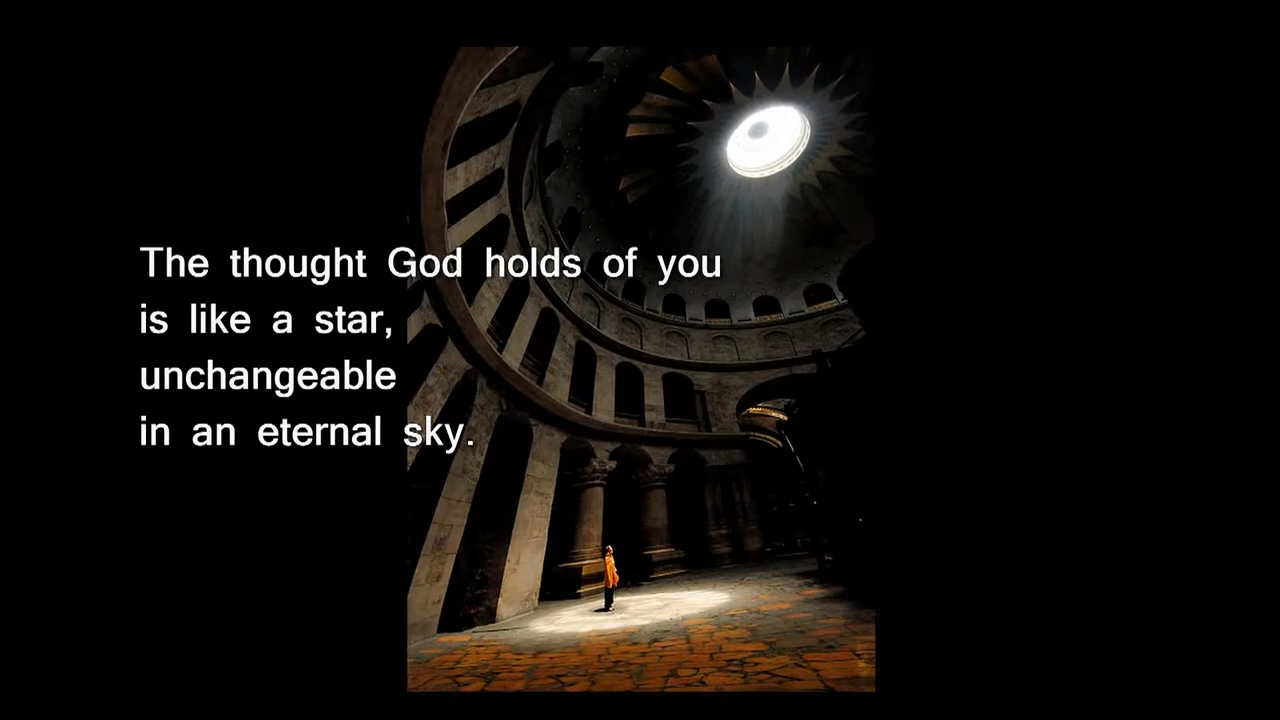 The thought God holds of you
is like a star,
unchangeable
in an eternal sky.